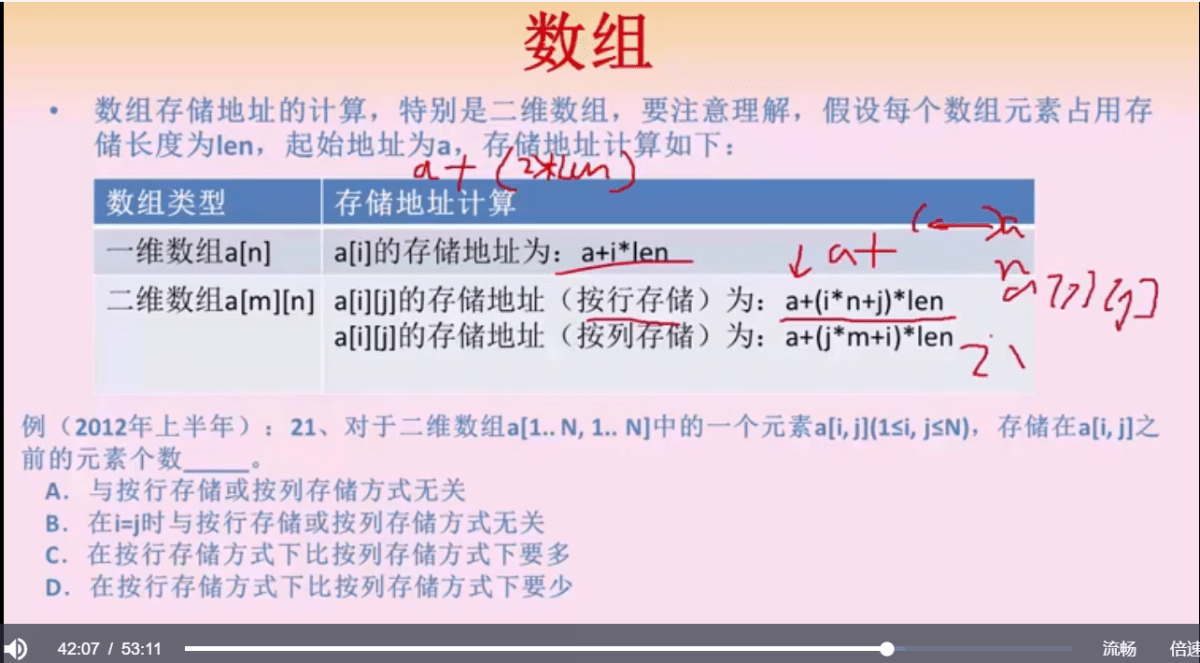 数组
• 数组存储地址的计算，特别是二维数组，要注意理解，假设每个数组元素占用存
储长度为len，起始地址为a，存储地址计算如下：
a+(2*len)
数组类型 存储地址计算
一维数组a[n] a[i]的存储地址为：a+i*len
a+
二维数组a[m][n] a[i][j]的存储地址（按行存储）为：a+(i*n+j)*len
a[i][j]的存储地址（按列存储）为：a+(j*m+i)*len
例（2012年上半年）：21、对于二维数组a[1.. N, 1.. N]中的一个元素a[i, j](1≤i, j≤N)，存储在a[i, j]之
前的元素个数_____。
A. 与按行存储或按列存储方式无关
B. 在i=j时与按行存储或按列存储方式无关
C. 在按行存储方式下比按列存储方式下要多
D. 在按行存储方式下比按列存储方式下要少
42:07 / 53:11 流畅 倍速